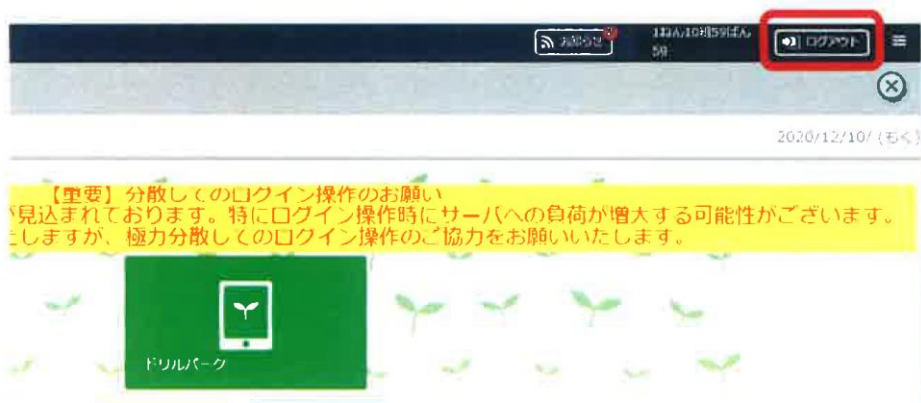 お知らせ
1ねん10組59ばん
59
ログアウト
2020/12/10/ (もく)
【重要】分散してのログイン操作のお願い
が見込まれております。特にログイン操作時にサーバへの負荷が増大する可能性がございます。
たしますが、極力分散してのログイン操作のご協力をお願いいたします。
ドリルパーク